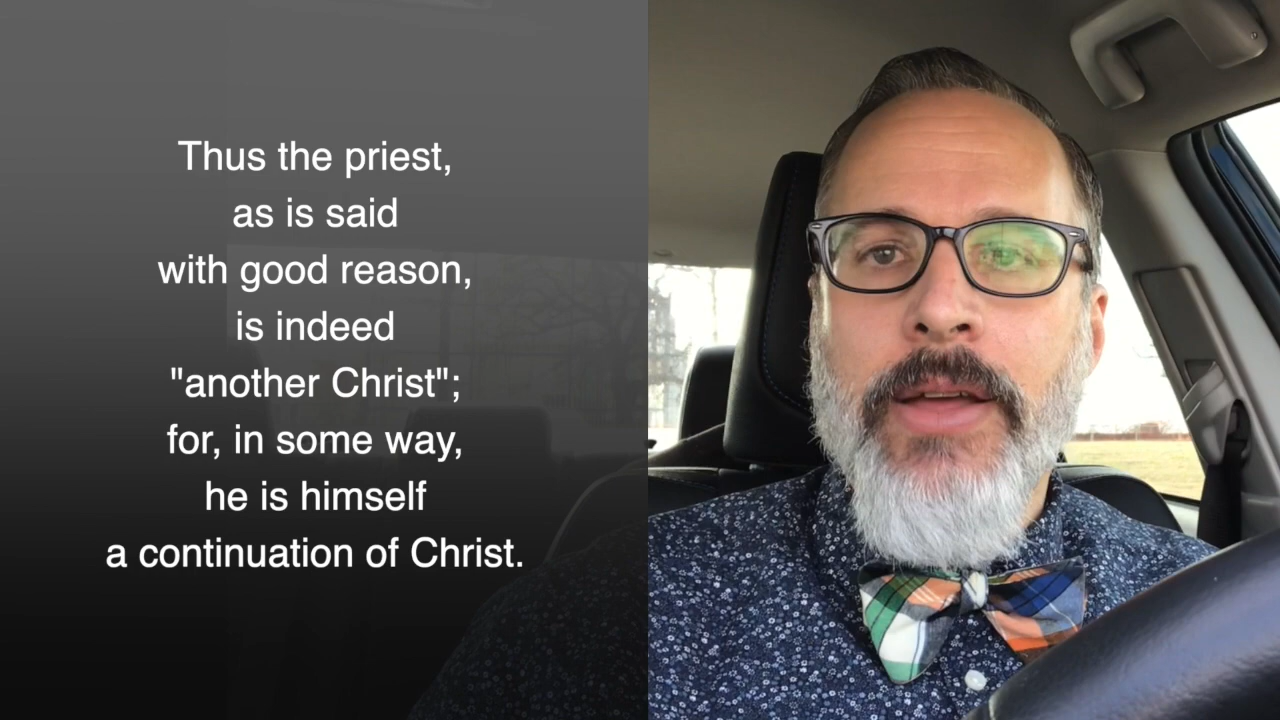 Thus the priest,
as is said
with good reason,
is indeed
"another Christ";
for, in some way,
he is himself
a continuation of Christ.